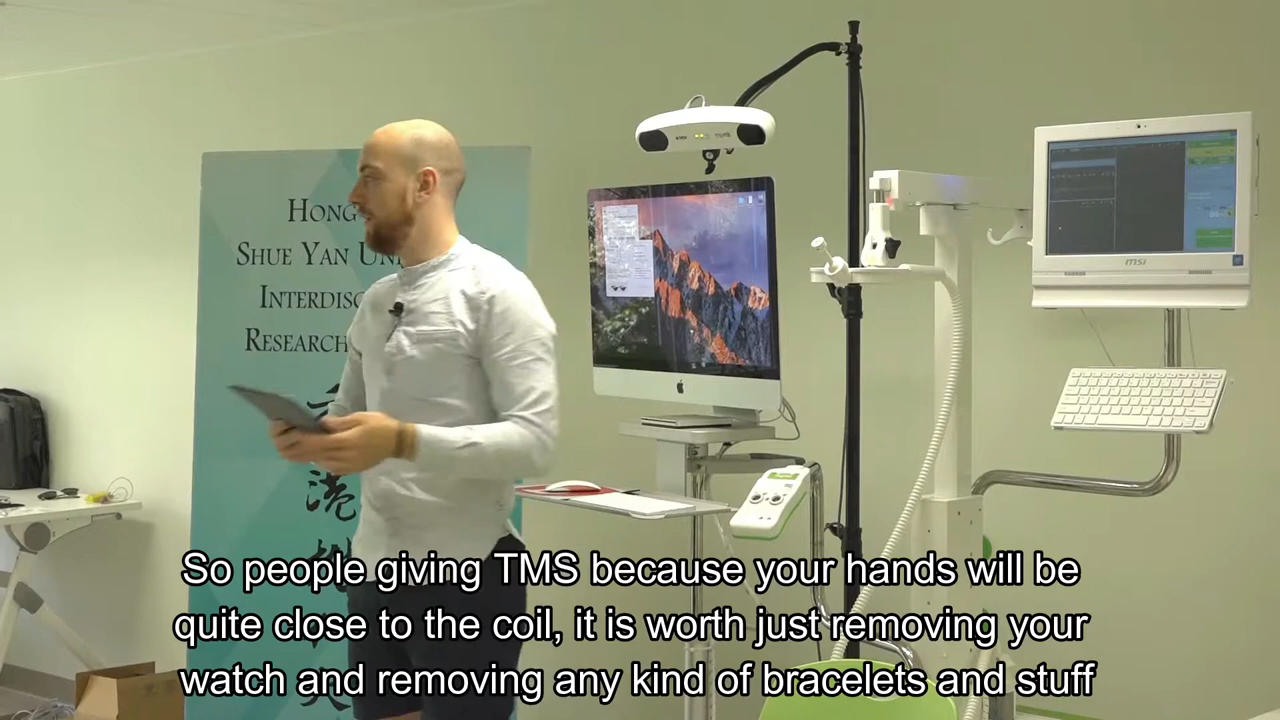 HONG
SHUE YAN UNI
INTERDISC
RESEARCH
msi
So people giving TMS because your hands will be
quite close to the coil, it is worth just removing your
watch and removing any kind of bracelets and stuff